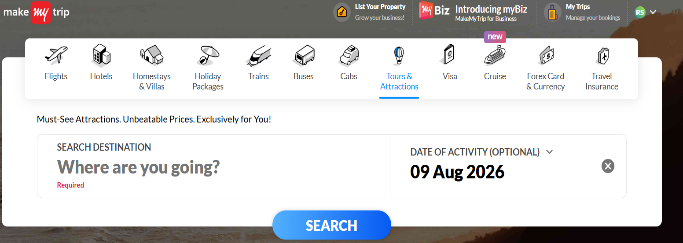 make my trip
List Your Property
Grow your business!
my Biz
Introducing myBiz
MakeMyTrip for Business
My Trips
Manage your bookings
RS
new
Flights
Hotels
Homestays
& Villas
Holiday
Packages
Trains
Buses
Cabs
Tours &
Attractions
Visa
Cruise
Forex Card
& Currency
Travel
Insurance
Must-See Attractions. Unbeatable Prices. Exclusively for You!
SEARCH DESTINATION
Where are you going?
Required
DATE OF ACTIVITY (OPTIONAL)
09 Aug 2026
SEARCH